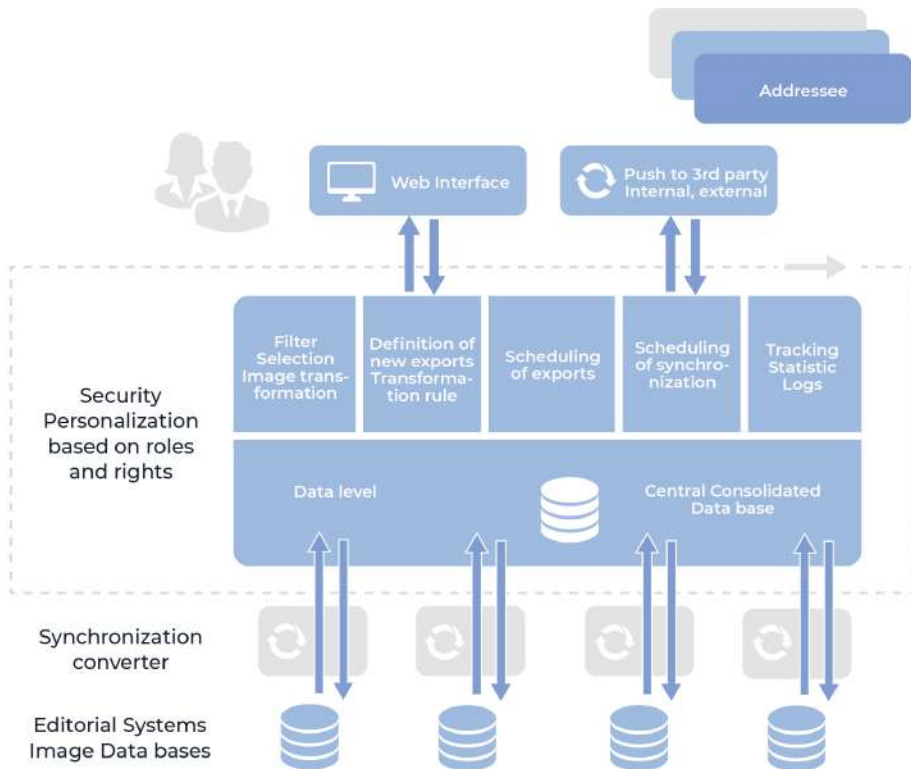 Addressee
Web Interface
Push to 3rd party
Internal, external
Filter
Selection
Image trans-
formation
Definition of
new exports
Transforma-
tion rule
Scheduling
of exports
Scheduling
of synchro-
nization
Tracking
Statistic
Logs
Security
Personalization
based on roles
and rights
Data level
Central Consolidated
Data base
Synchronization
converter
Editorial Systems
Image Data bases